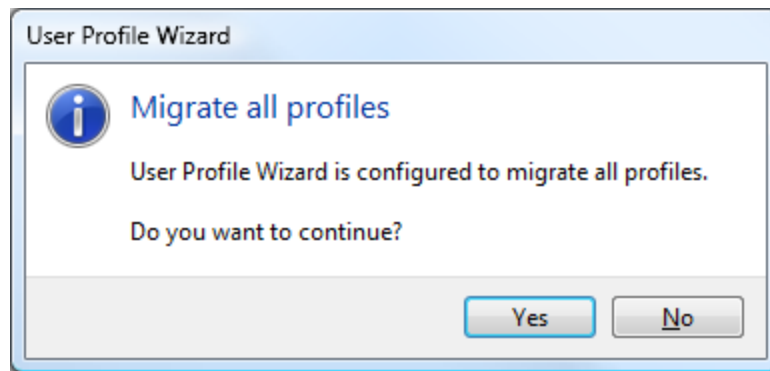 User Profile Wizard
Migrate all profiles
User Profile Wizard is configured to migrate all profiles.
Do you want to continue?
Yes
No